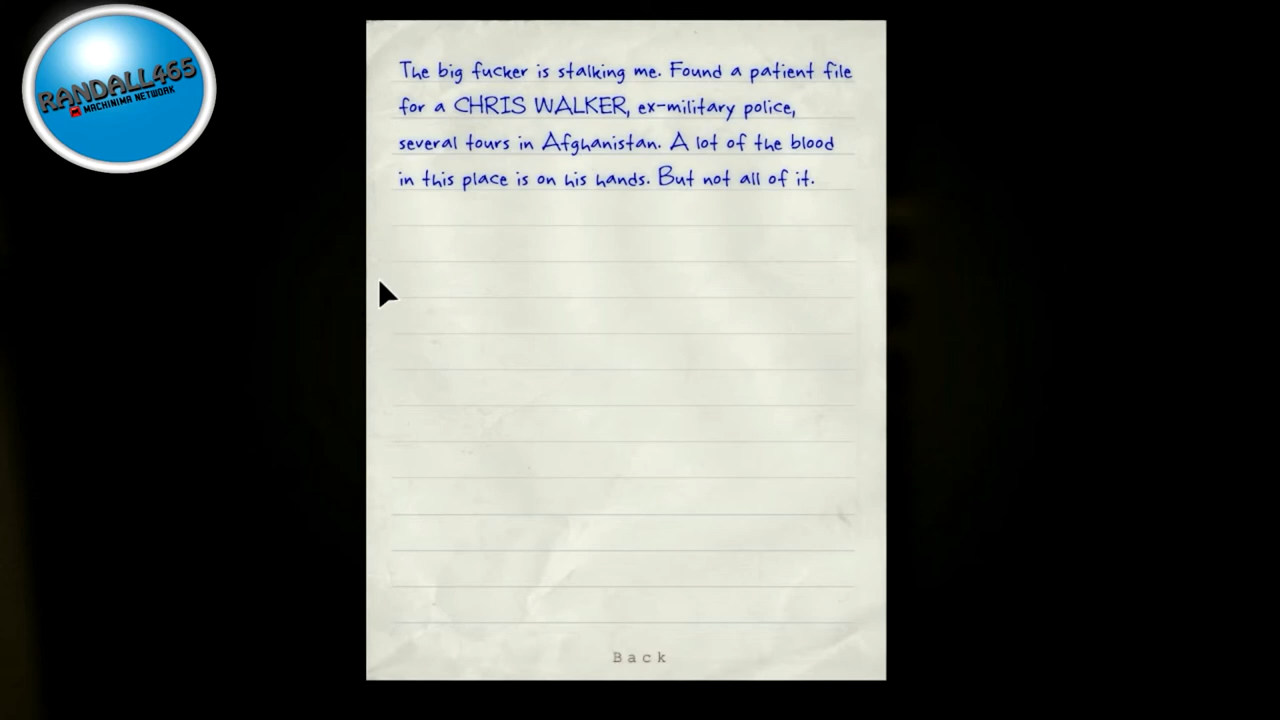 RANDALL465
MACHINIMA NETWORK
The big fucker is stalking me. Found a patient file
for a CHRIS WALKER, ex-military police,
several tours in Afghanistan. A lot of the blood
in this place is on his hands. But not all of it.
Back